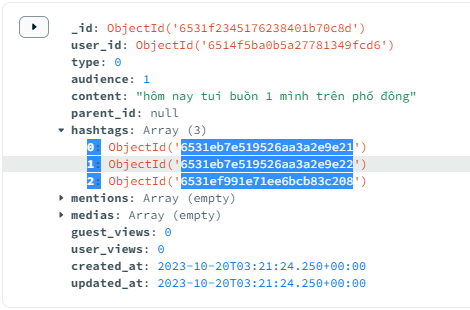 _id: ObjectId('6531f2345176238401b70c8d')
user_id: ObjectId('6514f5ba0b5a27781349fcd6')
type: 0
audience: 1
content: "hôm nay tui buồn 1 mình trên phố đông"
parent_id: null
hashtags: Array (3)
0: ObjectId('6531eb7e519526aa3a2e9e21')
1: ObjectId('6531eb7e519526aa3a2e9e22')
2: ObjectId('6531ef991e71ee6bcb83c208')
mentions: Array (empty)
medias: Array (empty)
guest_views: 0
user_views: 0
created_at: 2023-10-20T03:21:24.250+00:00
updated_at: 2023-10-20T03:21:24.250+00:00